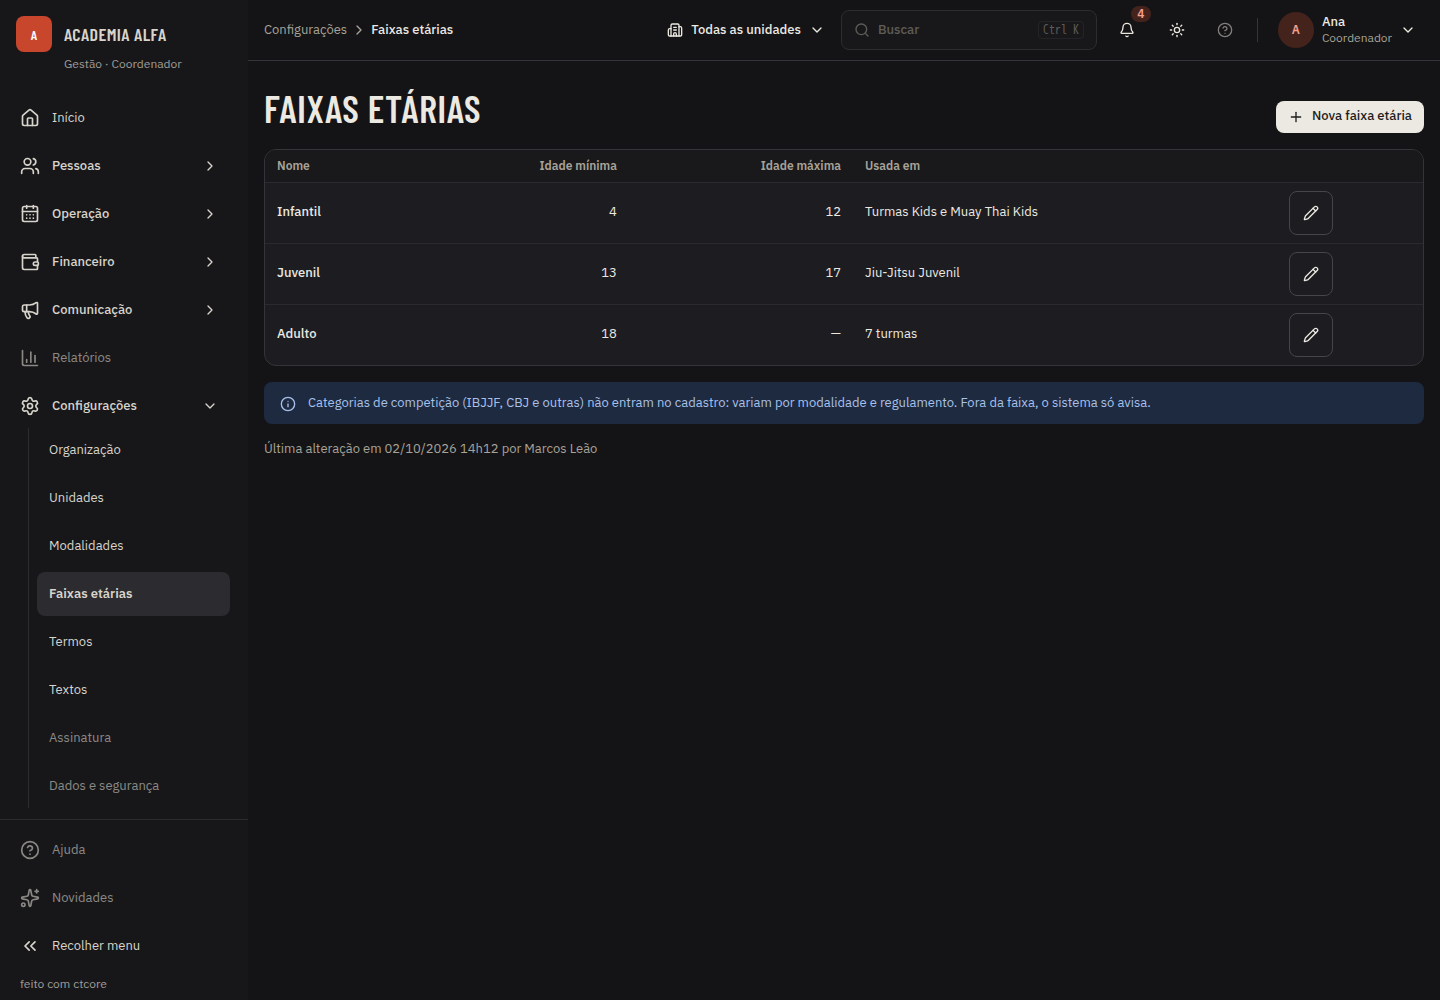 A
ACADEMIA ALFA
Gestão · Coordenador
Início
Pessoas
Operação
Financeiro
Comunicação
Relatórios
Configurações
Organização
Unidades
Modalidades
Faixas etárias
Termos
Textos
Assinatura
Dados e segurança
Ajuda
Novidades
Recolher menu
feito com ctcore
Configurações Faixas etárias
Todas as unidades
Buscar
Ctrl K
4
A
Ana
Coordenador
FAIXAS ETÁRIAS
Nova faixa etária
Nome Idade mínima Idade máxima Usada em
Infantil 4 12 Turmas Kids e Muay Thai Kids
Juvenil 13 17 Jiu-Jitsu Juvenil
Adulto 18 — 7 turmas
Categorias de competição (IBJJF, CBJ e outras) não entram no cadastro: variam por modalidade e regulamento. Fora da faixa, o sistema só avisa.
Última alteração em 02/10/2026 14h12 por Marcos Leão